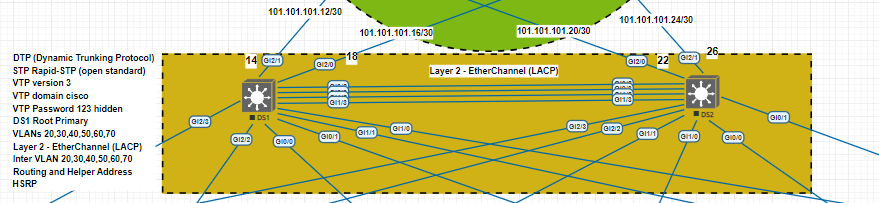 101.101.101.12/30
101.101.101.16/30
101.101.101.20/30
101.101.101.24/30
DTP (Dynamic Trunking Protocol)
STP Rapid-STP (open standard)
VTP version 3
VTP domain cisco
VTP Password 123 hidden
DS1 Root Primary
VLANs 20,30,40,50,60,70
Layer 2 - EtherChannel (LACP)
Inter VLAN 20,30,40,50,60,70
Routing and Helper Address
HSRP
14
Gi2/1
18
Gi2/0
Layer 2 - EtherChannel (LACP)
22
Gi2/0
26
Gi2/1
Gi1/3
Gi1/3
DS1
DS2
Gi2/3
Gi2/2
Gi0/0
Gi0/1
Gi1/1
Gi1/0
Gi2/3
Gi2/2
Gi1/1
Gi1/0
Gi0/0
Gi0/1